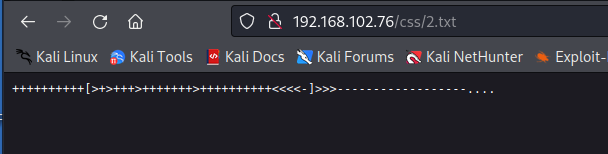 192.168.102.76/css/2.txt
Kali Linux Kali Tools Kali Docs Kali Forums Kali NetHunter Exploit-
++++++++++[>+>+++>+++++++>++++++++++<<<<-]>>>------------------....